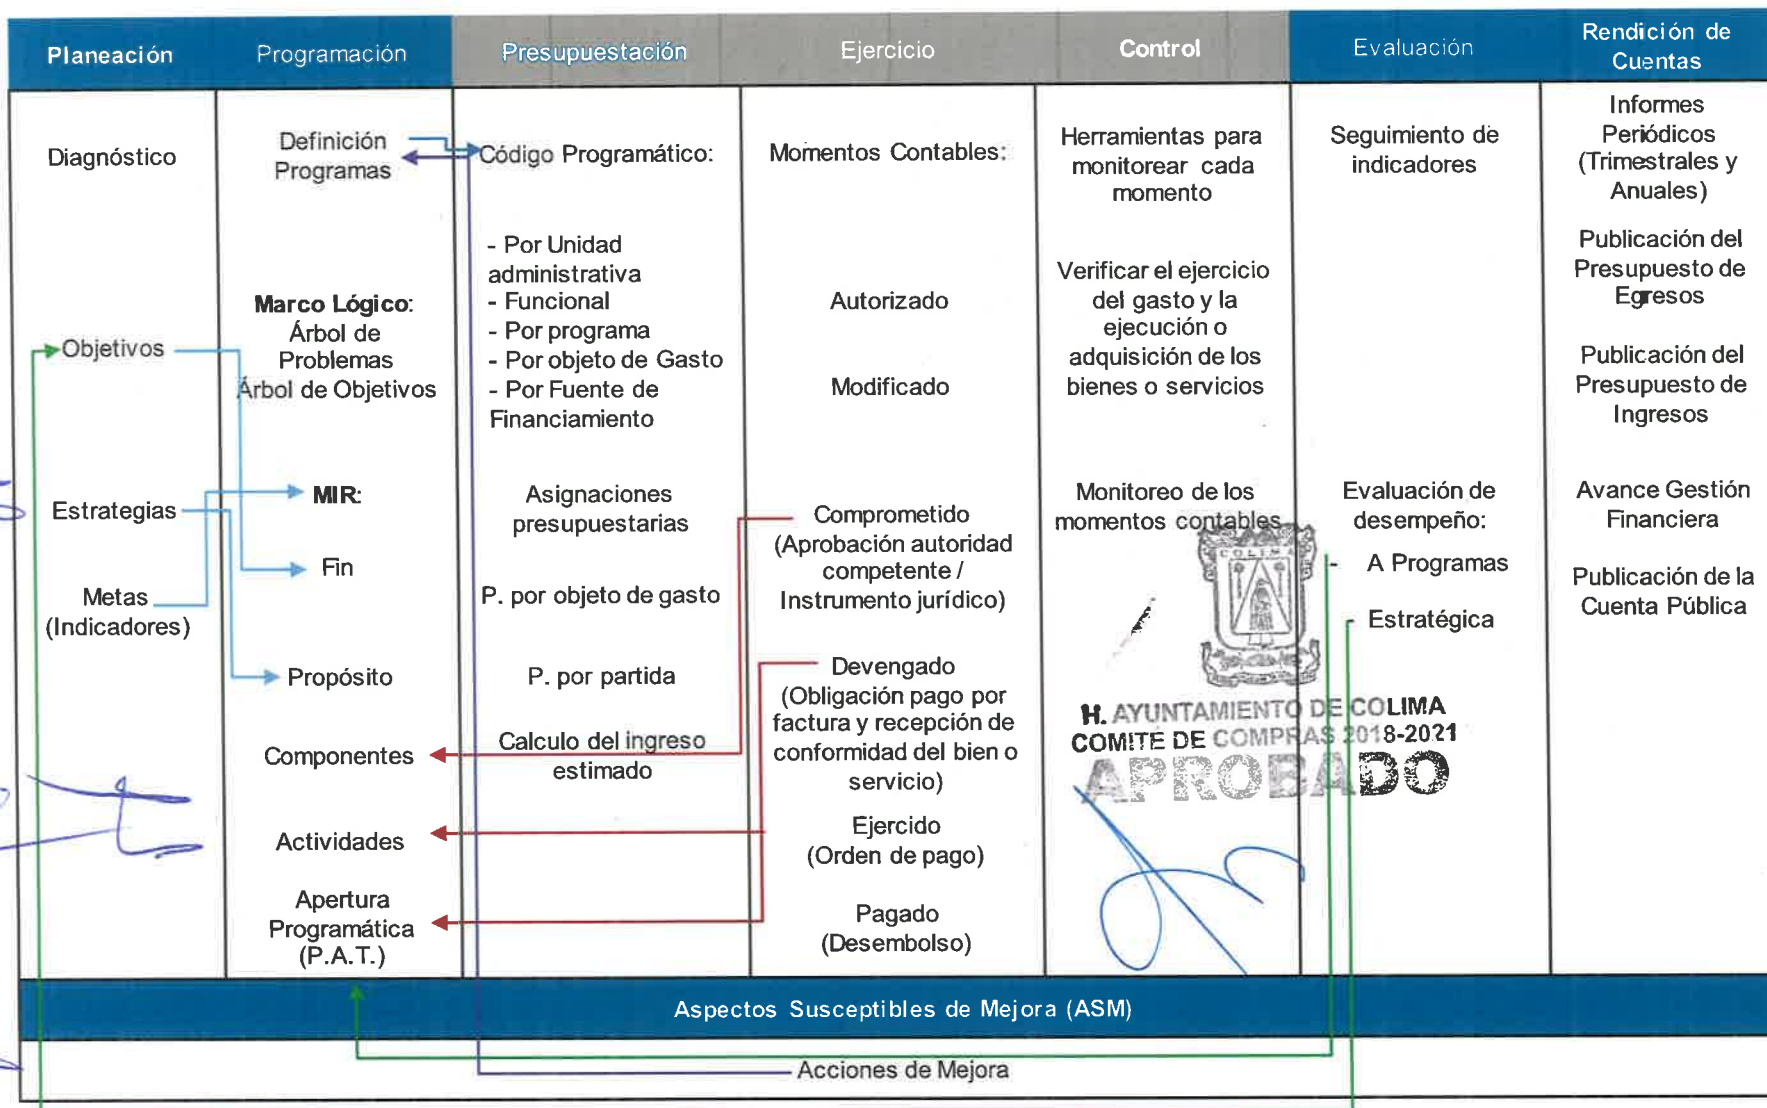 Planeación
Programación
Presupuestación
Ejercicio
Control
Evaluación
Rendición de
Cuentas
Diagnóstico
Objetivos
Estrategias
Metas
(Indicadores)
Definición
Programas
Marco Lógico:
Árbol de
Problemas
Árbol de Objetivos
MIR:
Fin
Propósito
Componentes
Actividades
Apertura
Programática
(P.A.T.)
Código Programático:
- Por Unidad
administrativa
- Funcional
- Por programa
- Por objeto de Gasto
- Por Fuente de
Financiamiento
Asignaciones
presupuestarias
P. por objeto de gasto
P. por partida
Calculo del ingreso
estimado
Momentos Contables:
Autorizado
Modificado
Comprometido
(Aprobación autoridad
competente /
Instrumento jurídico)
Devengado
(Obligación pago por
factura y recepción de
conformidad del bien o
servicio)
Ejercido
(Orden de pago)
Pagado
(Desembolso)
Herramientas para
monitorear cada
momento
Verificar el ejercicio
del gasto y la
ejecución o
adquisición de los
bienes o servicios
Monitoreo de los
momentos contables
COLIMA
H. AYUNTAMIENTO DE COLIMA
COMITÉ DE COMPRAS 2018-2021
APROBADO
Seguimiento de
indicadores
Evaluación de
desempeño:
- A Programas
- Estratégica
Informes
Periódicos
(Trimestrales y
Anuales)
Publicación del
Presupuesto de
Egresos
Publicación del
Presupuesto de
Ingresos
Avance Gestión
Financiera
Publicación de la
Cuenta Pública
Aspectos Susceptibles de Mejora (ASM)
Acciones de Mejora